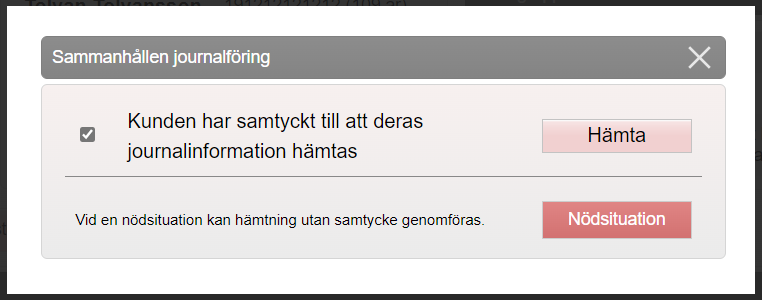 Sammanhållen journalföring
Kunden har samtyckt till att deras
journalinformation hämtas
Hämta
Vid en nödsituation kan hämtning utan samtycke genomföras.
Nödsituation